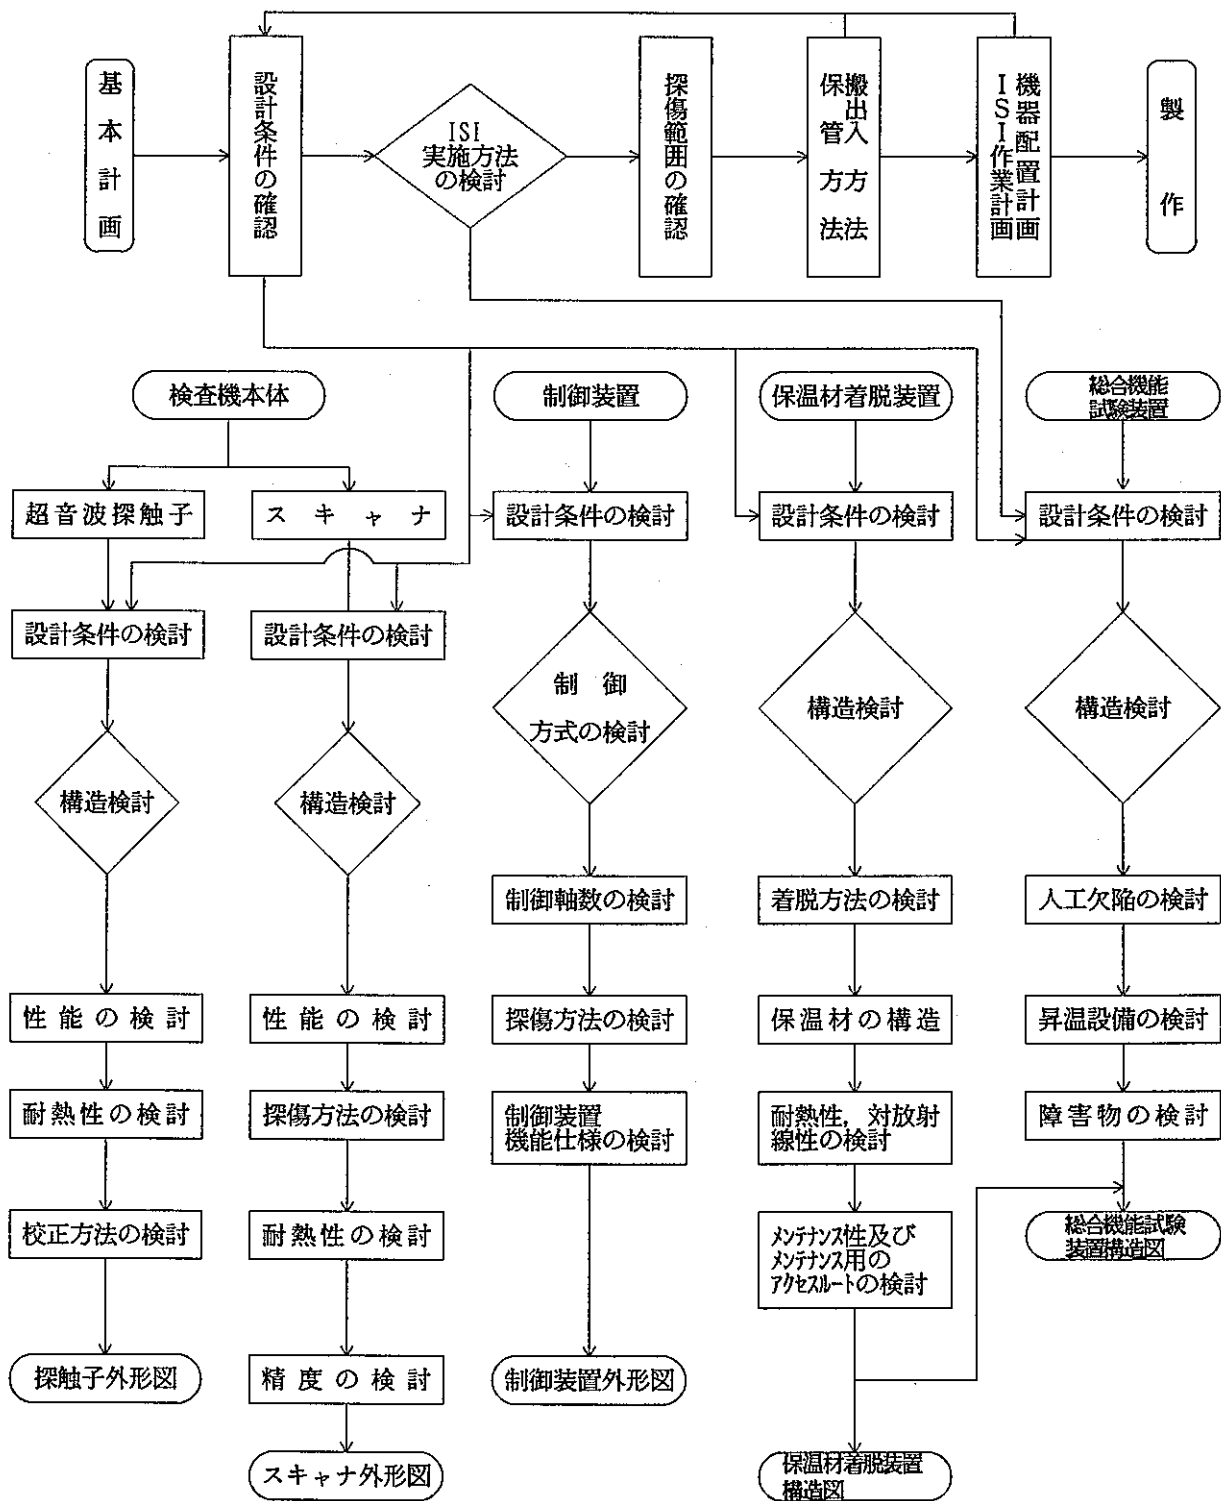 基本計画
設計条件の確認
ISI
実施方法
の検討
探傷範囲の確認
搬出入方法
保管方法
機器配置計画
ISI作業計画
製作
検査機本体
制御装置
保温材着脱装置
総合機能
試験装置
超音波探触子
スキャナ
設計条件の検討
設計条件の検討
設計条件の検討
設計条件の検討
設計条件の検討
制御
方式の検討
構造検討
構造検討
構造検討
構造検討
制御軸数の検討
着脱方法の検討
人工欠陥の検討
性能の検討
性能の検討
探傷方法の検討
保温材の構造
昇温設備の検討
耐熱性の検討
探傷方法の検討
制御装置
機能仕様の検討
耐熱性，対放射
線性の検討
障害物の検討
校正方法の検討
耐熱性の検討
メンテナンス性及び
メンテナンス用の
アクセスルートの検討
総合機能試験
装置構造図
探触子外形図
精度の検討
制御装置外形図
スキャナ外形図
保温材着脱装置
構造図